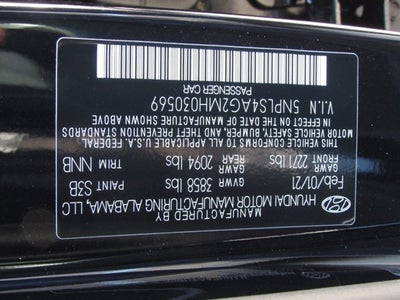 MANUFACTURED BY
HYUNDAI MOTOR MANUFACTURING ALABAMA, LLC
Feb/01/21 GVWR 3858 lbs PAINT S3B
FRONT GAWR 2271 lbs REAR GAWR 2094 lbs TRIM NNB
THIS VEHICLE CONFORMS TO ALL APPLICABLE U.S.A. FEDERAL
MOTOR VEHICLE SAFETY, BUMPER, AND THEFT PREVENTION
STANDARDS IN EFFECT ON THE DATE OF MANUFACTURE SHOWN ABOVE.
V.I.N 5NPLS4AG2MH030569
PASSENGER CAR